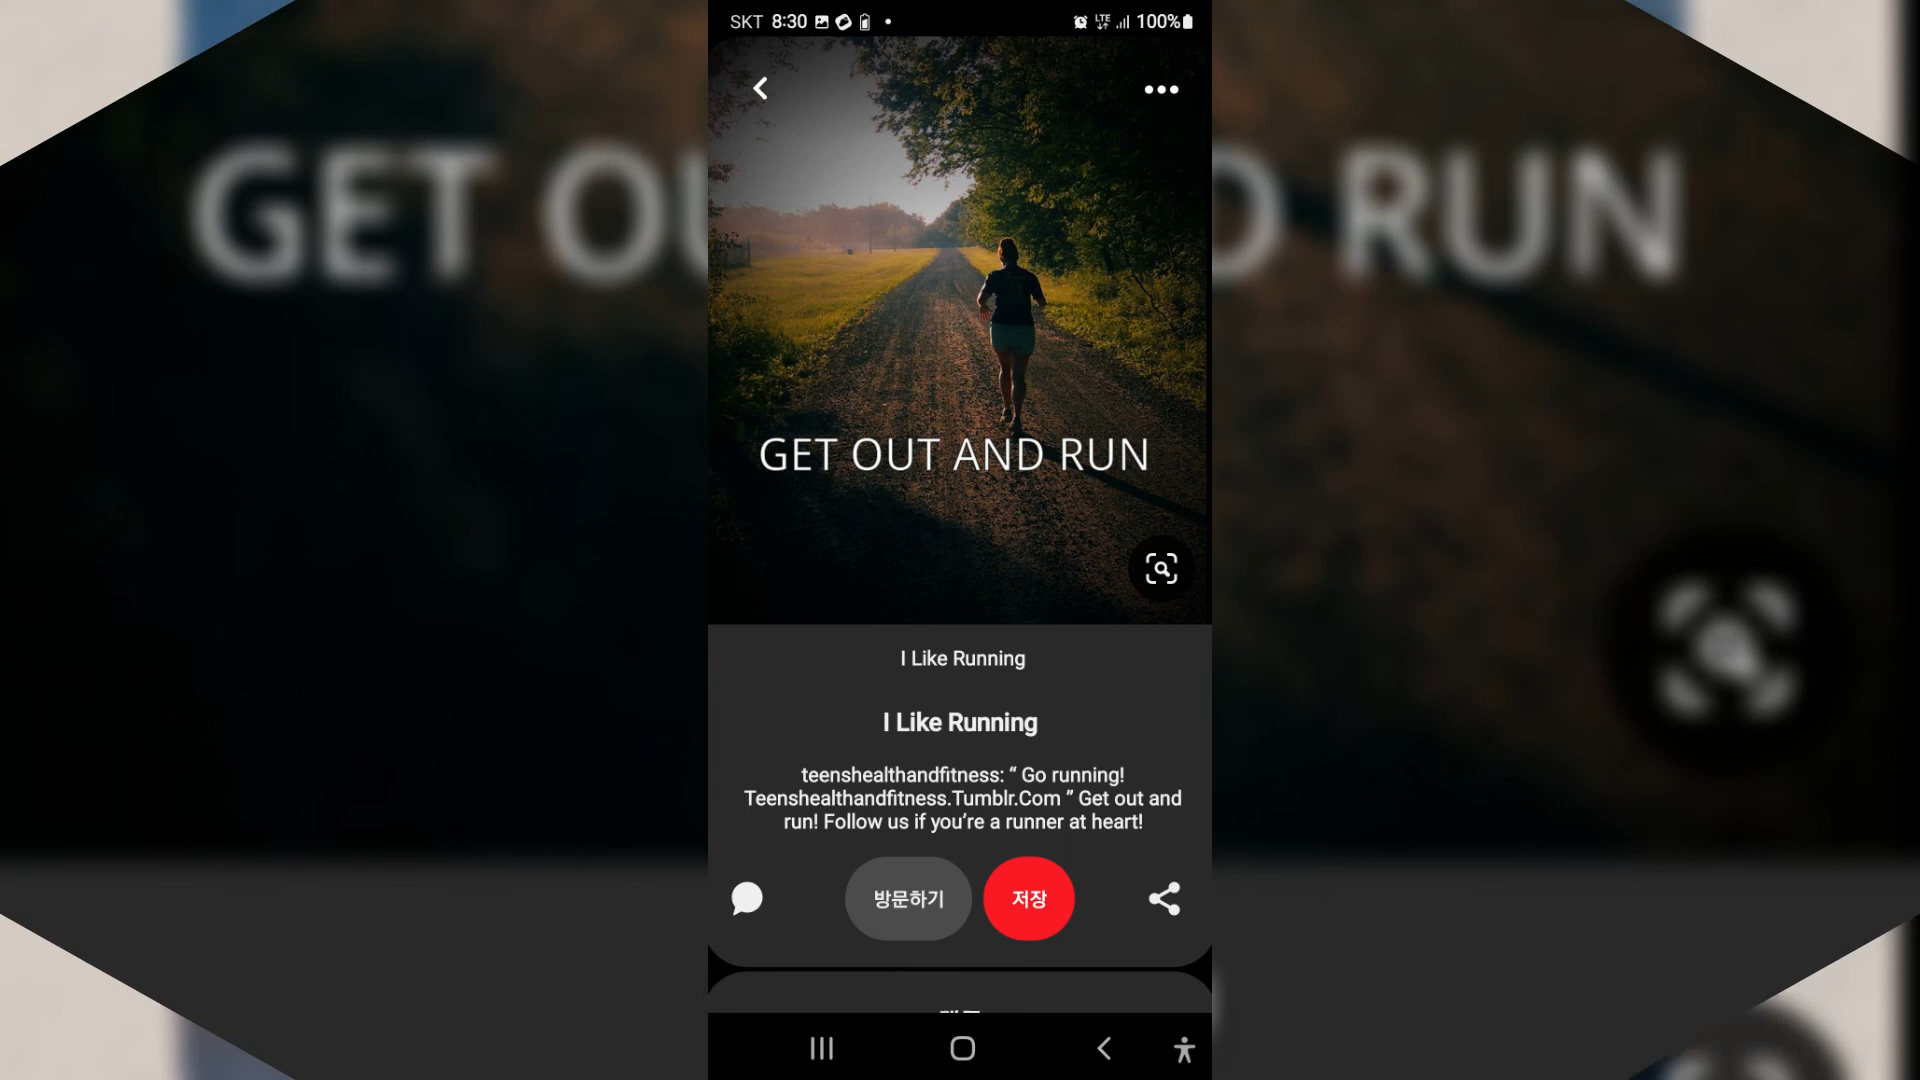 SKT 8:30 LTE 100%
GET OUT AND RUN
I Like Running
I Like Running
teenshealthandfitness: “ Go running!
Teenshealthandfitness.Tumblr.Com ” Get out and
run! Follow us if you’re a runner at heart!
방문하기 저장